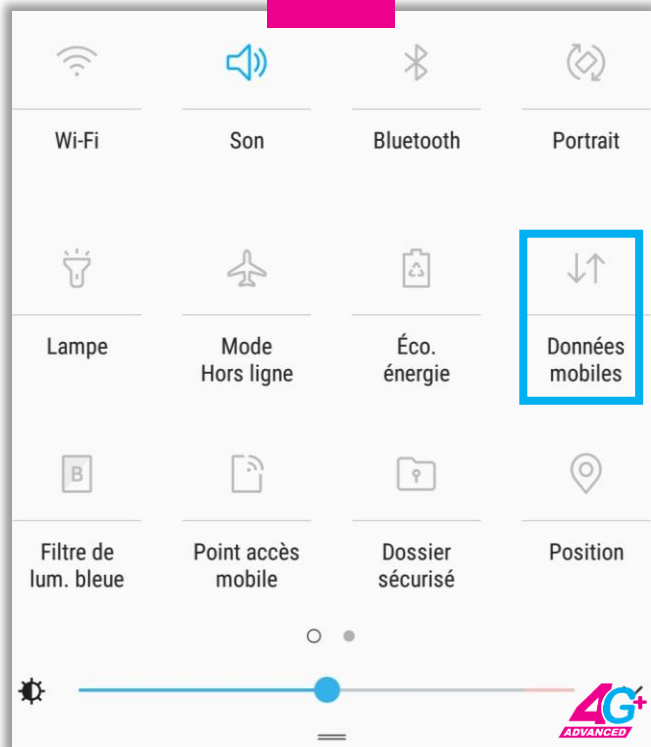 Wi-Fi
Son
Bluetooth
Portrait
Lampe
Mode
Hors ligne
Éco.
énergie
Données
mobiles
B
Filtre de
lum. bleue
Point accès
mobile
Dossier
sécurisé
Position
4G+
ADVANCED